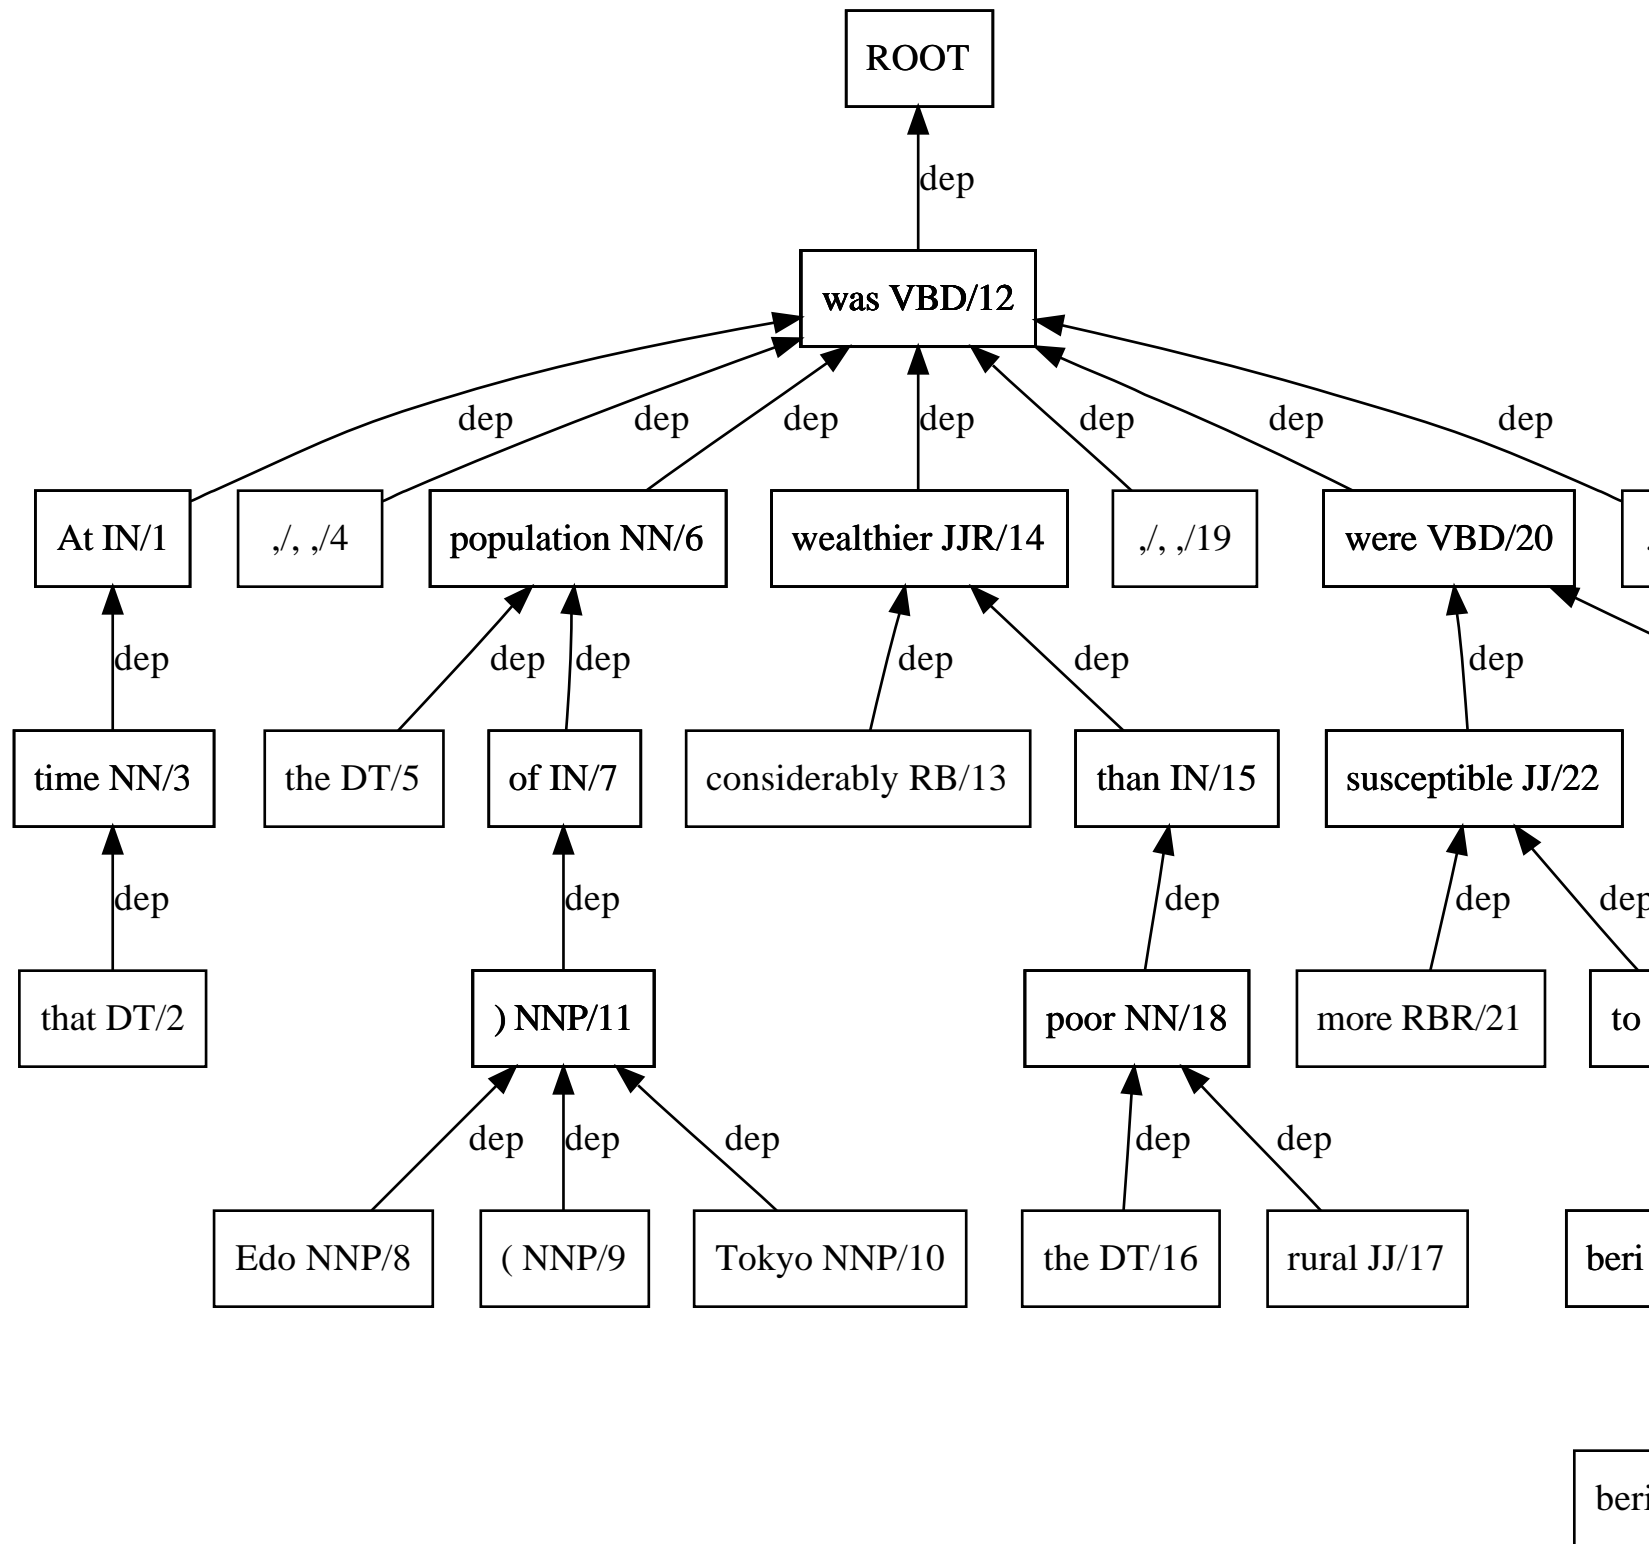 ROOT
dep
was VBD/12
dep dep dep dep dep dep dep
At IN/1 ,/, ,/4 population NN/6 wealthier JJR/14 ,/, ,/19 were VBD/20
dep dep dep dep dep dep
time NN/3 the DT/5 of IN/7 considerably RB/13 than IN/15 susceptible JJ/22
dep dep dep dep dep
that DT/2 ) NNP/11 poor NN/18 more RBR/21 to
dep dep dep dep dep
Edo NNP/8 ( NNP/9 Tokyo NNP/10 the DT/16 rural JJ/17 beri
beri